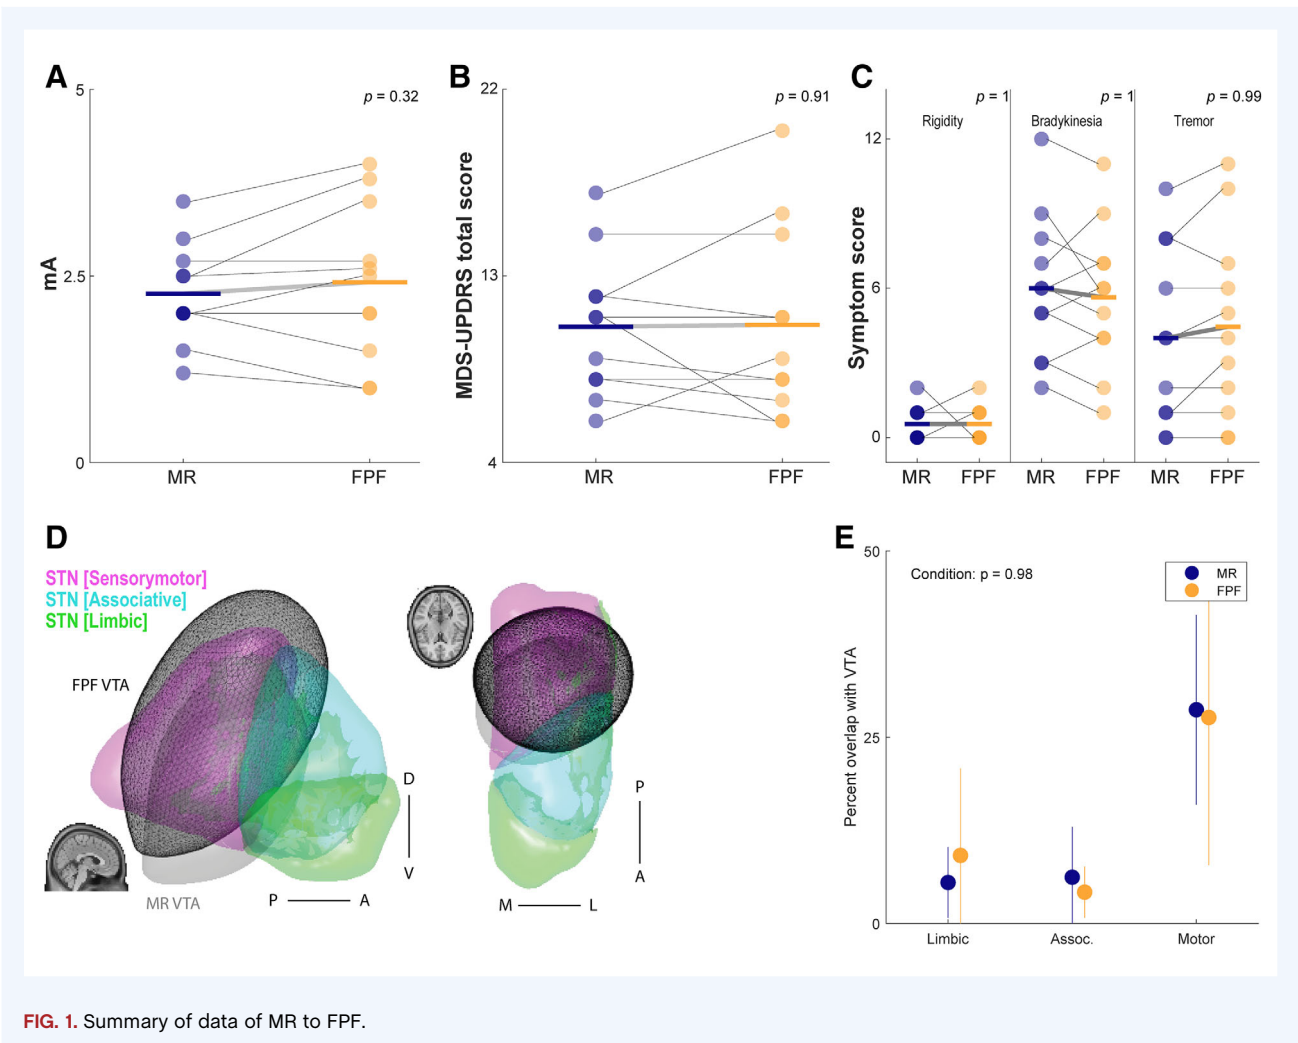 A
p = 0.32
5
2.5
0
mA
MR
FPF
B
p = 0.91
22
13
4
MDS-UPDRS total score
MR
FPF
C
p = 1
p = 1
p = 0.99
Rigidity
Bradykinesia
Tremor
12
6
0
Symptom score
MR
FPF
MR
FPF
MR
FPF
D
STN [Sensorymotor]
STN [Associative]
STN [Limbic]
FPF VTA
MR VTA
D
V
P
A
P
A
M
L
E
50
25
0
Condition: p = 0.98
MR
FPF
Percent overlap with VTA
Limbic
Assoc.
Motor
FIG. 1. Summary of data of MR to FPF.